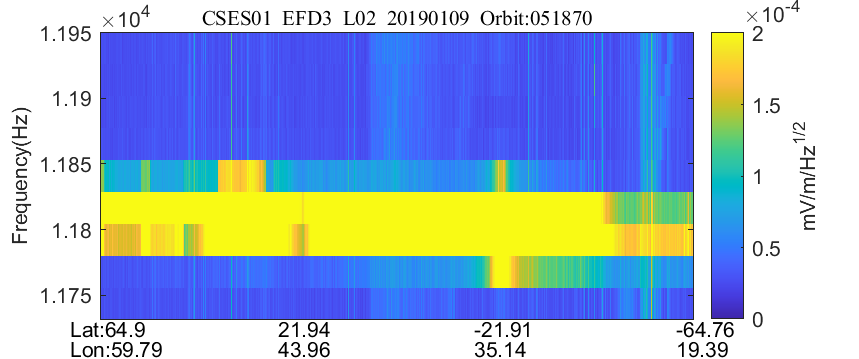 ×10⁴ CSES01 EFD3 L02 20190109 Orbit:051870 ×10⁻⁴
1.195
1.19
1.185
1.18
1.175
Frequency(Hz)
2
1.5
1
0.5
0
mV/m/Hz^1/2
Lat:64.9 21.94 -21.91 -64.76
Lon:59.79 43.96 35.14 19.39